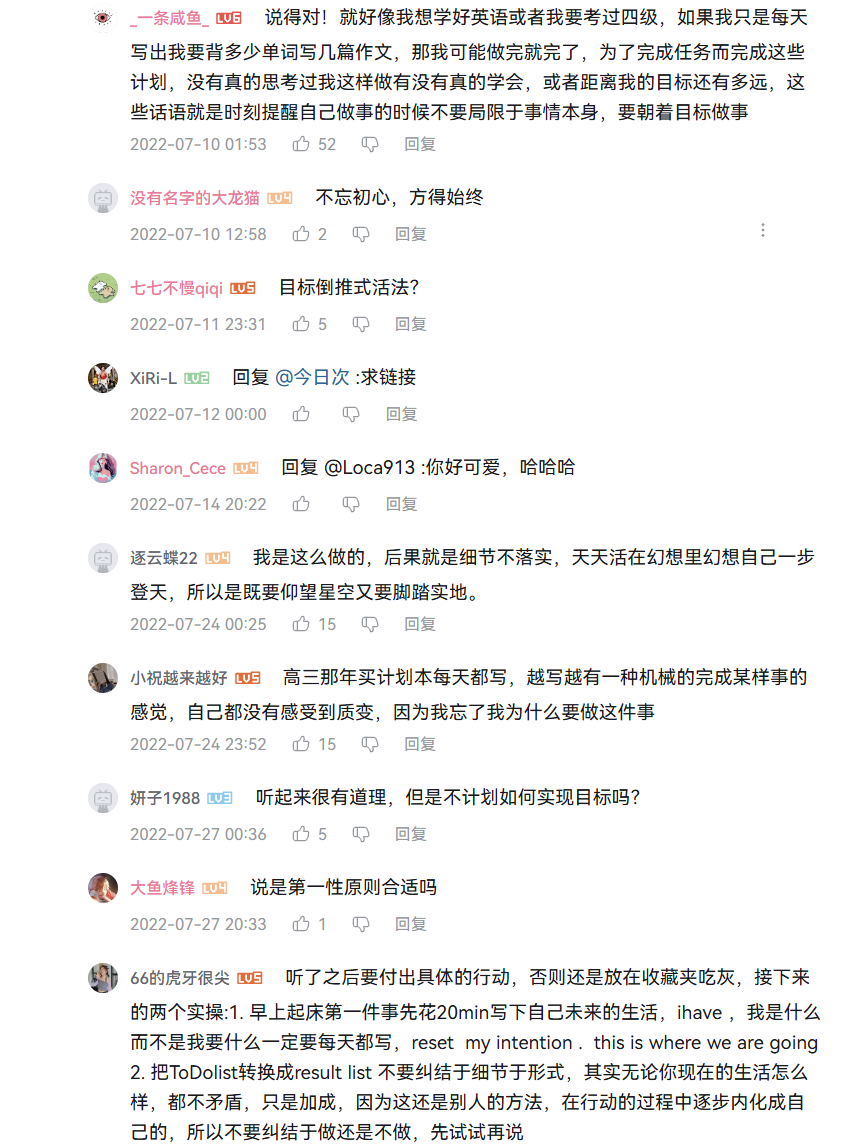 _一条咸鱼_ LV6 说得对！就好像我想学好英语或者我要考过四级，如果我只是每天
写出我要背多少单词写几篇作文，那我可能做完就完了，为了完成任务而完成这些
计划，没有真的思考过我这样做有没有真的学会，或者距离我的目标还有多远，这
些话语就是时刻提醒自己做事的时候不要局限于事情本身，要朝着目标做事
2022-07-10 01:53 52 回复
没有名字的大龙猫 LV4 不忘初心，方得始终
2022-07-10 12:58 2 回复
七七不慢qiqi LV5 目标倒推式活法？
2022-07-11 23:31 5 回复
XiRi-L LV2 回复 @今日次 :求链接
2022-07-12 00:00 回复
Sharon_Cece LV4 回复 @Loca913 :你好可爱，哈哈哈
2022-07-14 20:22 回复
逐云蝶22 LV4 我是这么做的，后果就是细节不落实，天天活在幻想里幻想自己一步
登天，所以是既要仰望星空又要脚踏实地。
2022-07-24 00:25 15 回复
小祝越来越好 LV5 高三那年买计划本每天都写，越写越有一种机械的完成某样事的
感觉，自己都没有感受到质变，因为我忘了我为什么要做这件事
2022-07-24 23:52 15 回复
妍子1988 LV3 听起来很有道理，但是不计划如何实现目标吗？
2022-07-27 00:36 5 回复
大鱼烽锋 LV4 说是第一性原则合适吗
2022-07-27 20:33 1 回复
66的虎牙很尖 LV5 听了之后要付出具体的行动，否则还是放在收藏夹吃灰，接下来
的两个实操:1. 早上起床第一件事先花20min写下自己未来的生活，ihave ，我是什么
而不是我要什么一定要每天都写，reset my intention . this is where we are going
2. 把ToDolist转换成result list 不要纠结于细节于形式，其实无论你现在的生活怎么
样，都不矛盾，只是加成，因为这还是别人的方法，在行动的过程中逐步内化成自
己的，所以不要纠结于做还是不做，先试试再说